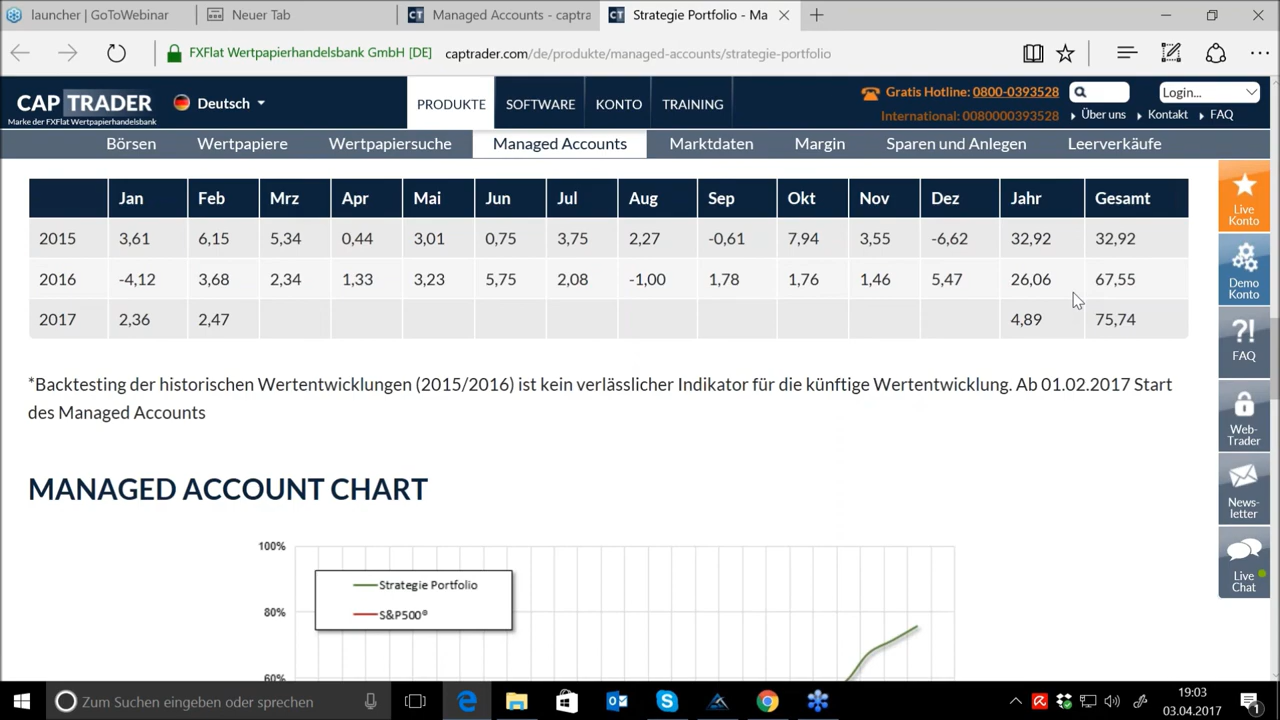 launcher | GoToWebinar
Neuer Tab
Managed Accounts - captra
Strategie Portfolio - Ma
FXFlat Wertpapierhandelsbank GmbH [DE]
captrader.com/de/produkte/managed-accounts/strategie-portfolio
CAPTRADER
Marke der FXFlat Wertpapierhandelsbank
Deutsch
PRODUKTE SOFTWARE KONTO TRAINING
Gratis Hotline: 0800-0393528
International: 0080000393528
Login...
Über uns Kontakt FAQ
Börsen Wertpapiere Wertpapiersuche Managed Accounts Marktdaten Margin Sparen und Anlegen Leerverkäufe
Jan Feb Mrz Apr Mai Jun Jul Aug Sep Okt Nov Dez Jahr Gesamt
2015 3,61 6,15 5,34 0,44 3,01 0,75 3,75 2,27 -0,61 7,94 3,55 -6,62 32,92 32,92
2016 -4,12 3,68 2,34 1,33 3,23 5,75 2,08 -1,00 1,78 1,76 1,46 5,47 26,06 67,55
2017 2,36 2,47 4,89 75,74
*Backtesting der historischen Wertentwicklungen (2015/2016) ist kein verlässlicher Indikator für die künftige Wertentwicklung. Ab 01.02.2017 Start
des Managed Accounts
MANAGED ACCOUNT CHART
100%
Strategie Portfolio
80%
S&P500®
60%
Live
Konto
Demo
Konto
?!
FAQ
Web-
Trader
News-
letter
Live
Chat
Zum Suchen eingeben oder sprechen
19:03
03.04.2017
1